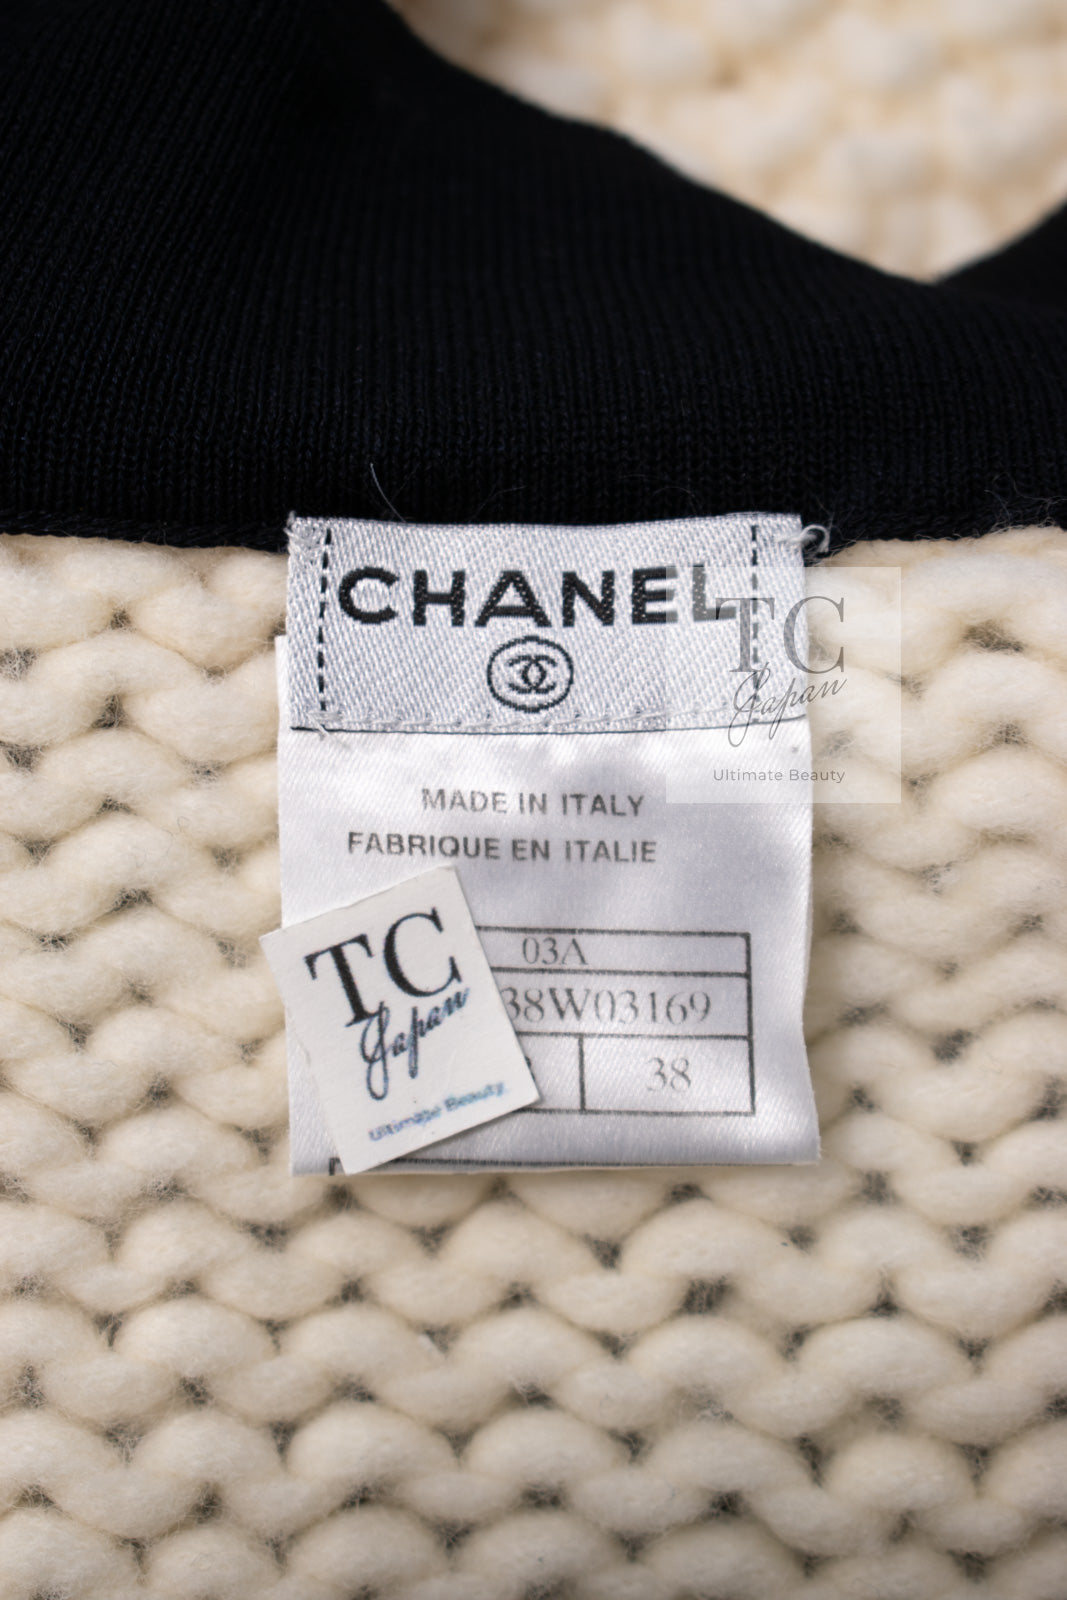 CHANEL
TC
Japan
Ultimate Beauty
MADE IN ITALY
FABRIQUE EN ITALIE
03A
38W03169
38
TC
Japan
Ultimate Beauty